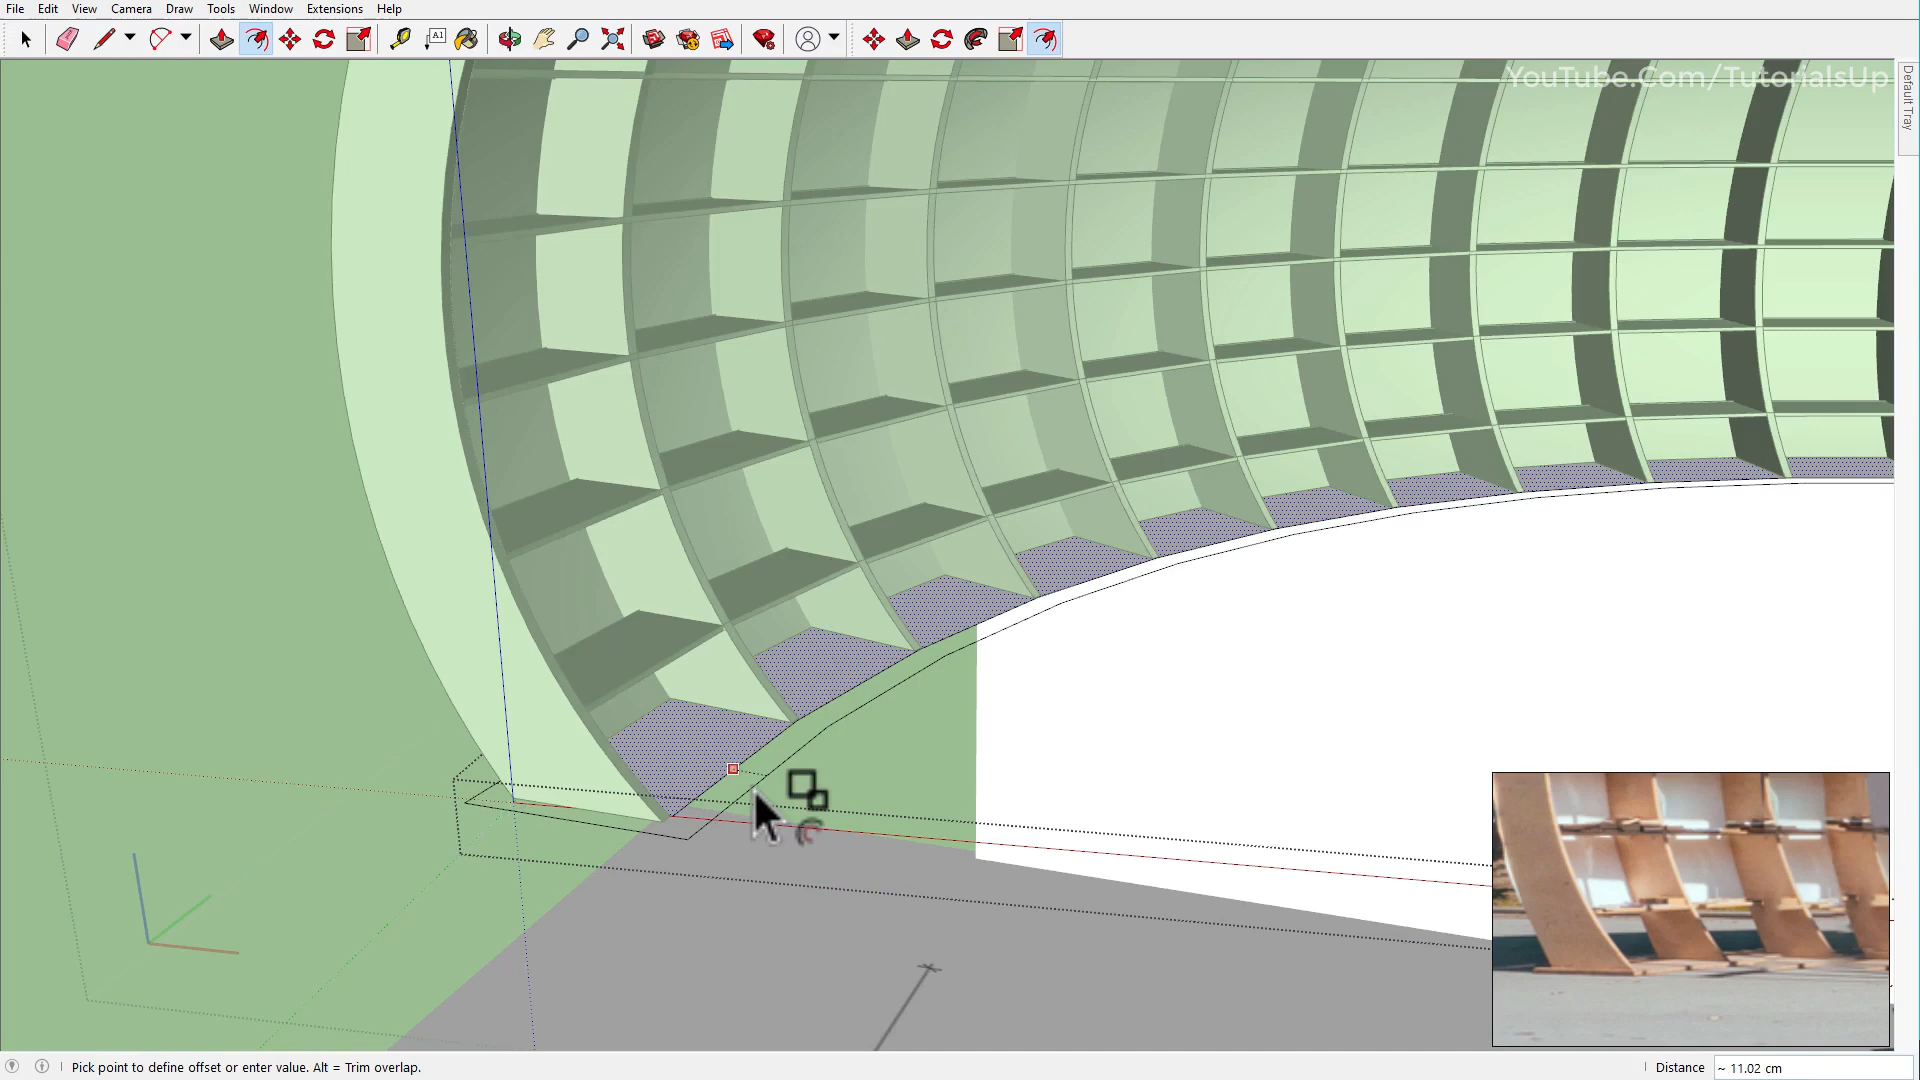 File Edit View Camera Draw Tools Window Extensions Help
A1
YouTube.Com/TutorialsUp
Default Tray
Pick point to define offset or enter value. Alt = Trim overlap.
Distance ~ 11.02 cm